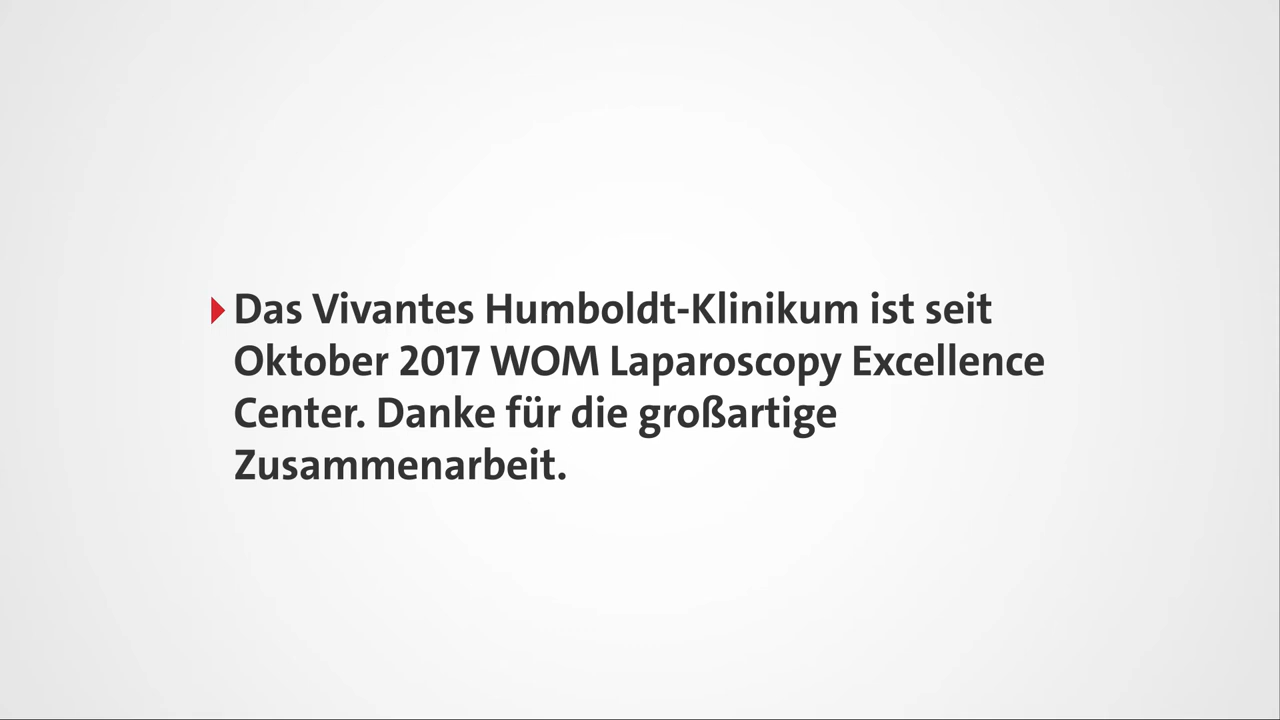 Das Vivantes Humboldt-Klinikum ist seit
Oktober 2017 WOM Laparoscopy Excellence
Center. Danke für die großartige
Zusammenarbeit.